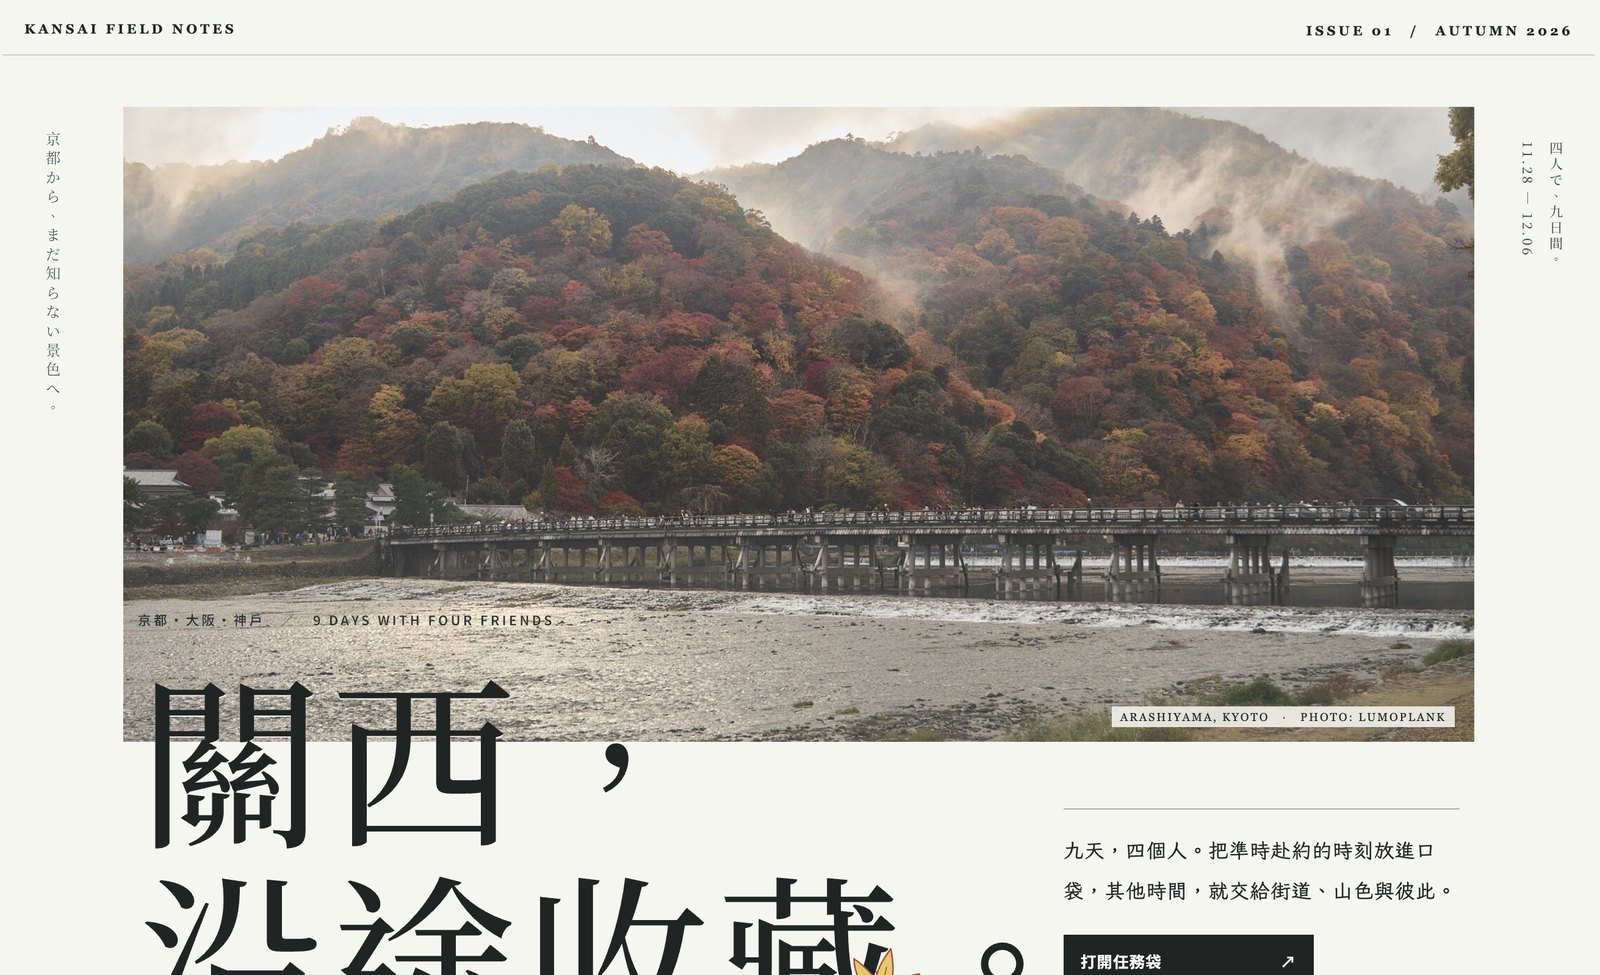 KANSAI FIELD NOTES
ISSUE 01 / AUTUMN 2026
京都から、まだ知らない景色へ。
四人で、九日間。
11.28 — 12.06
京都・大阪・神戶 ／ 9 DAYS WITH FOUR FRIENDS
ARASHIYAMA, KYOTO · PHOTO: LUMOPLANK
關西，
沿途收藏。
九天，四個人。把準時赴約的時刻放進口
袋，其他時間，就交給街道、山色與彼此。
打開任務袋 ↗